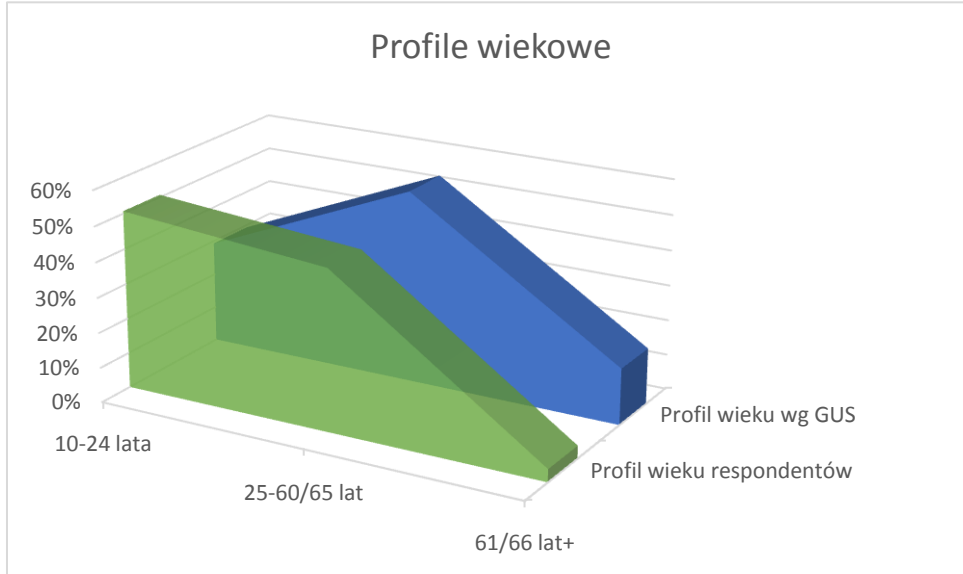 Profile wiekowe
60%
50%
40%
30%
20%
10%
0%
10-24 lata
25-60/65 lat
61/66 lat+
Profil wieku wg GUS
Profil wieku respondentów